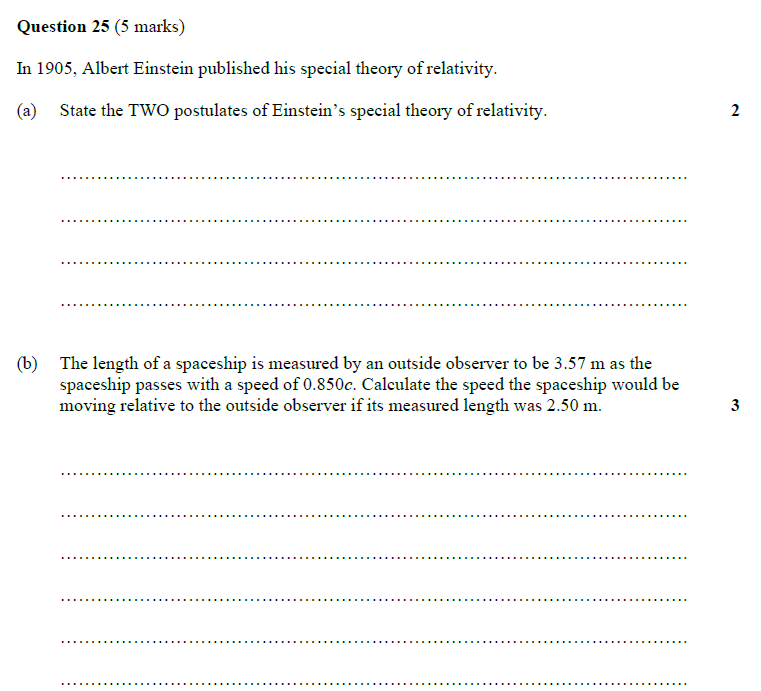 Question 25 (5 marks)
In 1905, Albert Einstein published his special theory of relativity.
(a) State the TWO postulates of Einstein’s special theory of relativity. 2
(b) The length of a spaceship is measured by an outside observer to be 3.57 m as the
spaceship passes with a speed of 0.850c. Calculate the speed the spaceship would be
moving relative to the outside observer if its measured length was 2.50 m. 3